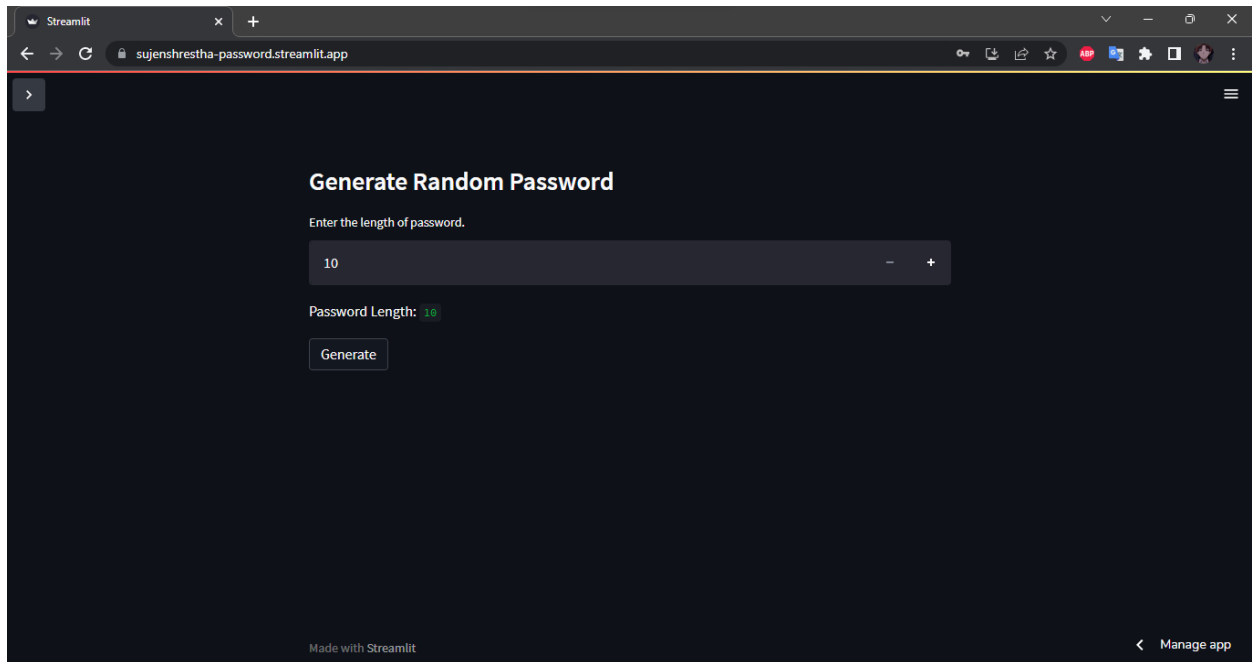 Streamlit
sujenshrestha-password.streamlit.app
ABP
Generate Random Password
Enter the length of password.
10
Password Length: 10
Generate
Made with Streamlit
Manage app